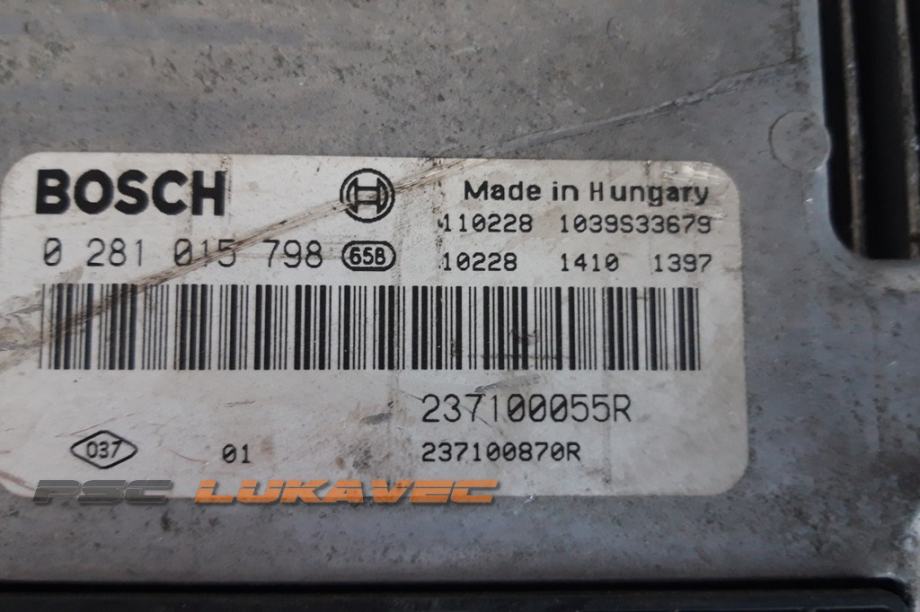 BOSCH
Made in Hungary
110228 1039S33679
0 281 015 798 65B
10228 1410 1397
237100055R
037 01 237100870R
PSC LUKAVEC